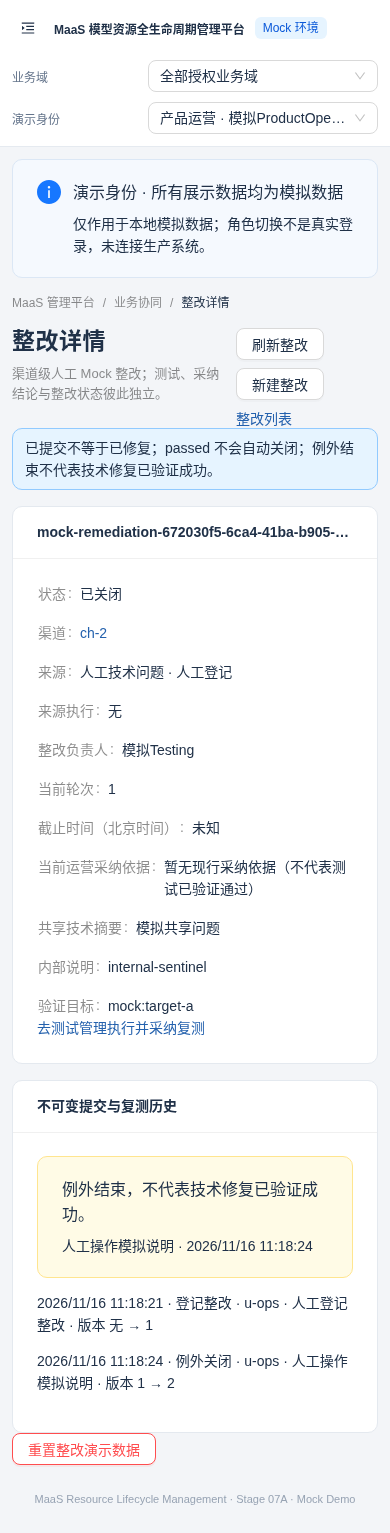 MaaS 模型资源全生命周期管理平台
Mock 环境
业务域
全部授权业务域
演示身份
产品运营 · 模拟ProductOpe…
演示身份 · 所有展示数据均为模拟数据
仅作用于本地模拟数据；角色切换不是真实登
录，未连接生产系统。
MaaS 管理平台 / 业务协同 / 整改详情
整改详情
渠道级人工 Mock 整改；测试、采纳
结论与整改状态彼此独立。
刷新整改
新建整改
整改列表
已提交不等于已修复；passed 不会自动关闭；例外结
束不代表技术修复已验证成功。
mock-remediation-672030f5-6ca4-41ba-b905-…
状态: 已关闭
渠道: ch-2
来源: 人工技术问题 · 人工登记
来源执行: 无
整改负责人: 模拟Testing
当前轮次: 1
截止时间（北京时间）: 未知
当前运营采纳依据: 暂无现行采纳依据（不代表测
试已验证通过）
共享技术摘要: 模拟共享问题
内部说明: internal-sentinel
验证目标: mock:target-a
去测试管理执行并采纳复测
不可变提交与复测历史
例外结束，不代表技术修复已验证成
功。
人工操作模拟说明 · 2026/11/16 11:18:24
2026/11/16 11:18:21 · 登记整改 · u-ops · 人工登记
整改 · 版本 无 → 1
2026/11/16 11:18:24 · 例外关闭 · u-ops · 人工操作
模拟说明 · 版本 1 → 2
重置整改演示数据
MaaS Resource Lifecycle Management · Stage 07A · Mock Demo